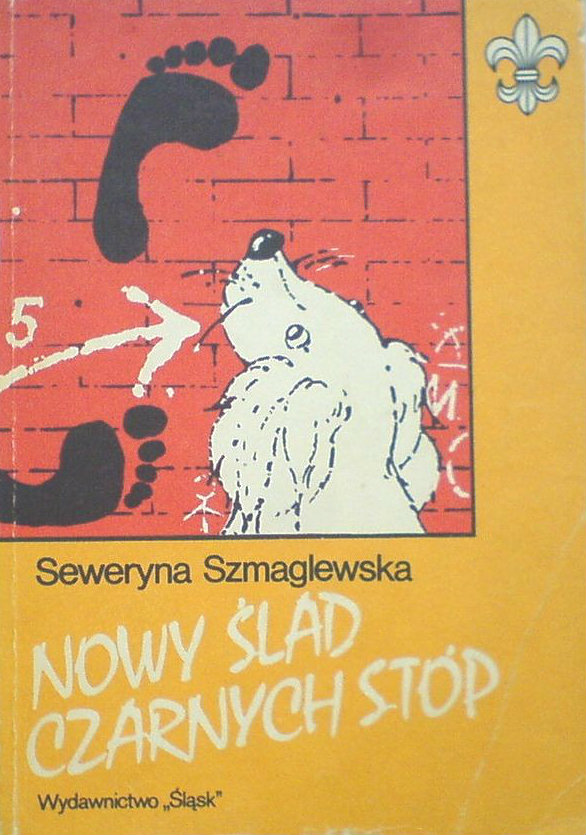 5
Seweryna Szmaglewska
NOWY ŚLAD
CZARNYCH STÓP
Wydawnictwo „Śląsk”